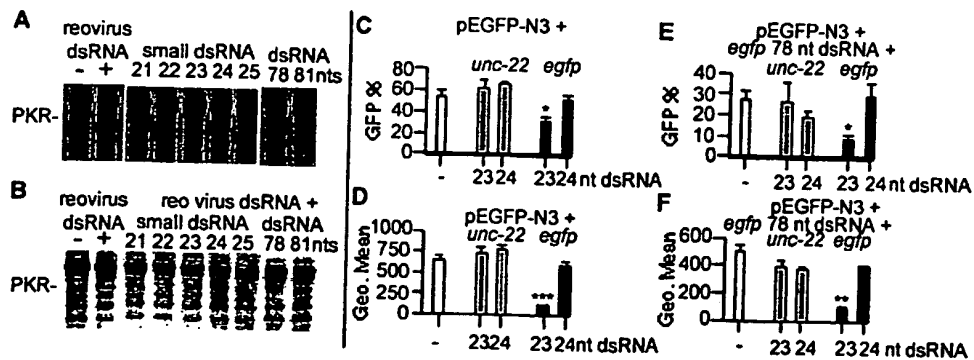 A
reovirus
dsRNA small dsRNA dsRNA
- + 21 22 23 24 25 78 81nts
PKR-
B
reovirus reo virus dsRNA +
dsRNA small dsRNA dsRNA
- + 21 22 23 24 25 78 81nts
PKR-
C
pEGFP-N3 +
unc-22 egfp
GFP %
80
60
40
20
0
*
- 23 24 23 24 nt dsRNA
D
pEGFP-N3 +
unc-22 egfp
Geo. Mean
1000
750
500
250
0
***
- 23 24 23 24 nt dsRNA
E
pEGFP-N3 +
egfp 78 nt dsRNA +
unc-22 egfp
GFP %
40
30
20
10
0
*
- 23 24 23 24 nt dsRNA
F
pEGFP-N3 +
egfp 78 nt dsRNA +
unc-22 egfp
Geo. Mean
600
400
200
0
**
- 23 24 23 24 nt dsRNA